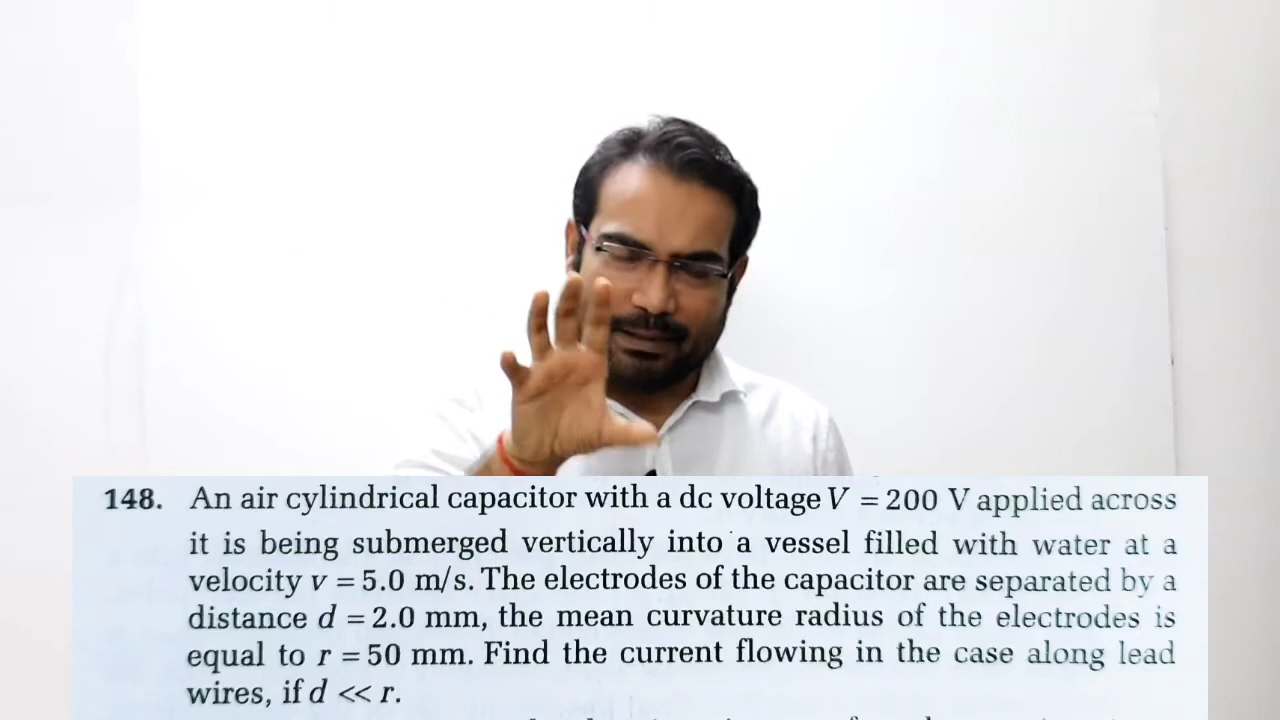 148. An air cylindrical capacitor with a dc voltage V = 200 V applied across
it is being submerged vertically into a vessel filled with water at a
velocity v = 5.0 m/s. The electrodes of the capacitor are separated by a
distance d = 2.0 mm, the mean curvature radius of the electrodes is
equal to r = 50 mm. Find the current flowing in the case along lead
wires, if d << r.